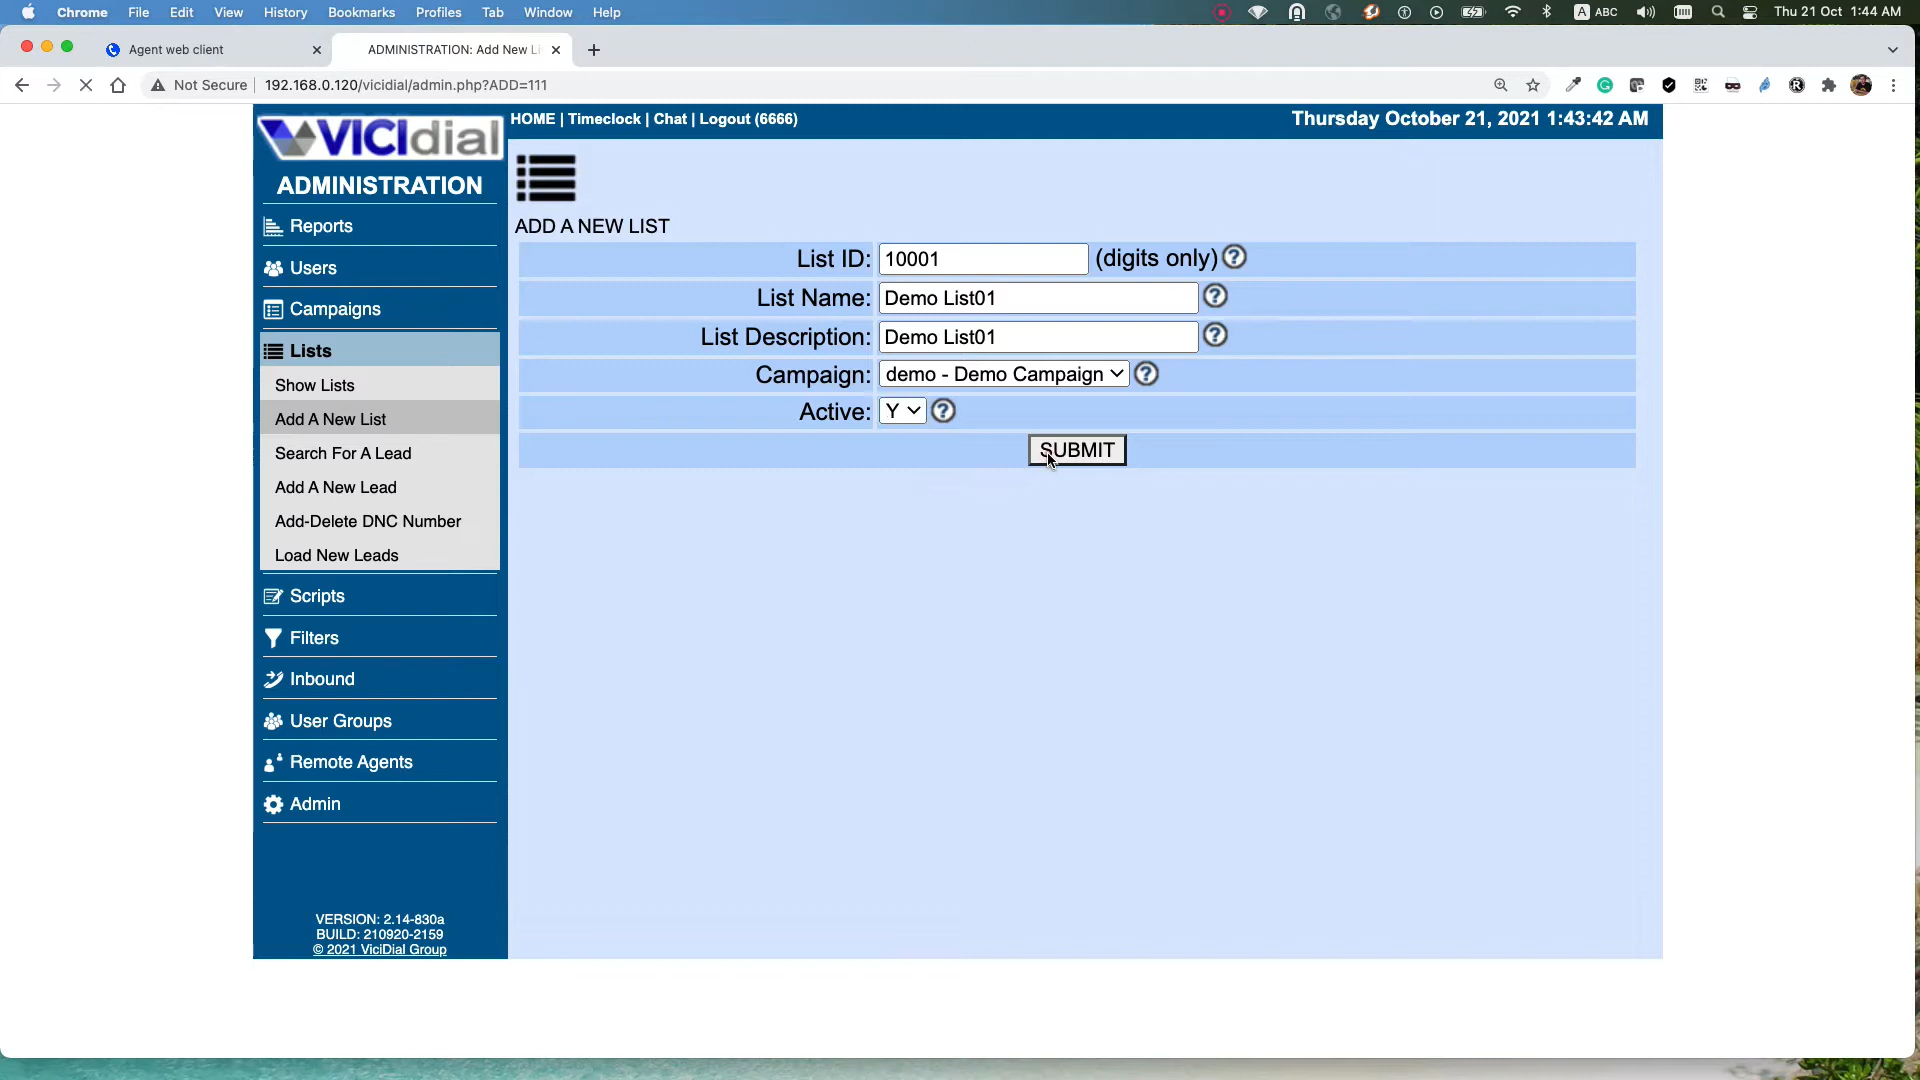 Chrome File Edit View History Bookmarks Profiles Tab Window Help A ABC Thu 21 Oct 1:44 AM
Agent web client
ADMINISTRATION: Add New Li
Not Secure 192.168.0.120/vicidial/admin.php?ADD=111
VICIdial
HOME | Timeclock | Chat | Logout (6666)
Thursday October 21, 2021 1:43:42 AM
ADMINISTRATION
Reports
Users
Campaigns
Lists
Show Lists
Add A New List
Search For A Lead
Add A New Lead
Add-Delete DNC Number
Load New Leads
Scripts
Filters
Inbound
User Groups
Remote Agents
Admin
VERSION: 2.14-830a
BUILD: 210920-2159
© 2021 ViciDial Group
ADD A NEW LIST
List ID: 10001 (digits only) ?
List Name: Demo List01 ?
List Description: Demo List01 ?
Campaign: demo - Demo Campaign ?
Active: Y ?
SUBMIT